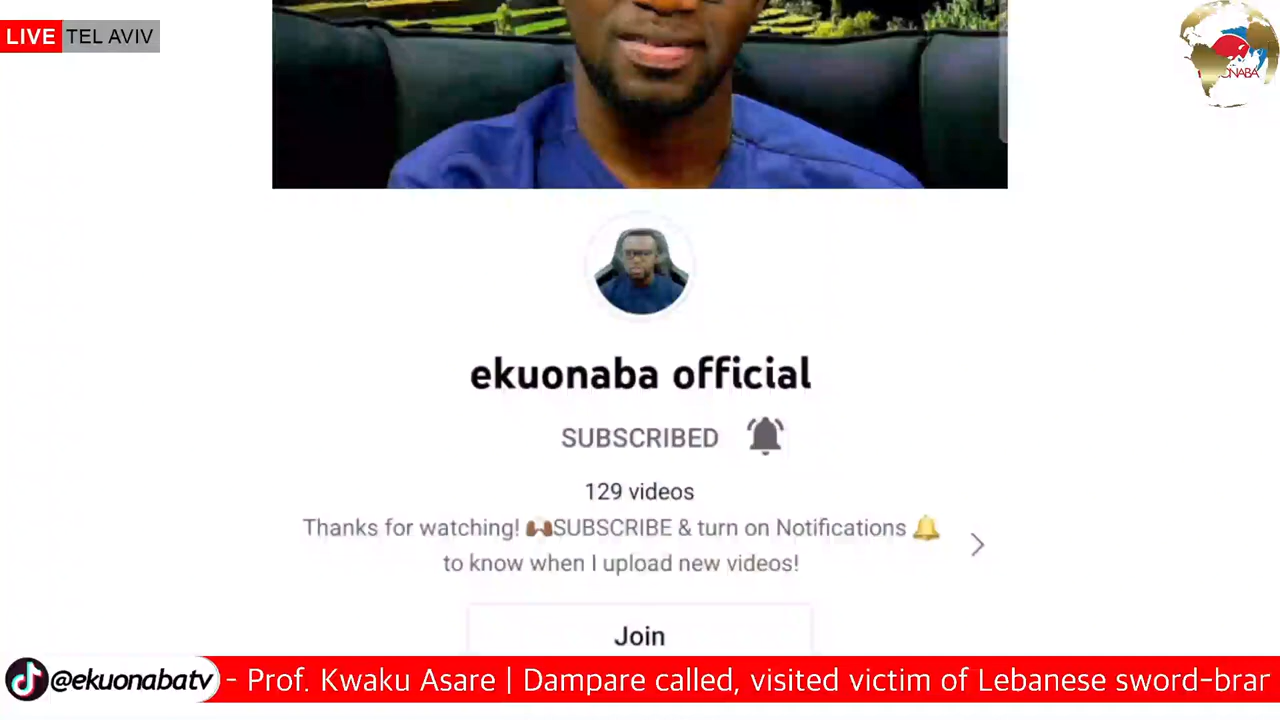 LIVE TEL AVIV
ekuonaba official
SUBSCRIBED
129 videos
Thanks for watching! 🙌🏾SUBSCRIBE & turn on Notifications 🔔
to know when I upload new videos!
Join
@ekuonabatv - Prof. Kwaku Asare | Dampare called, visited victim of Lebanese sword-brar